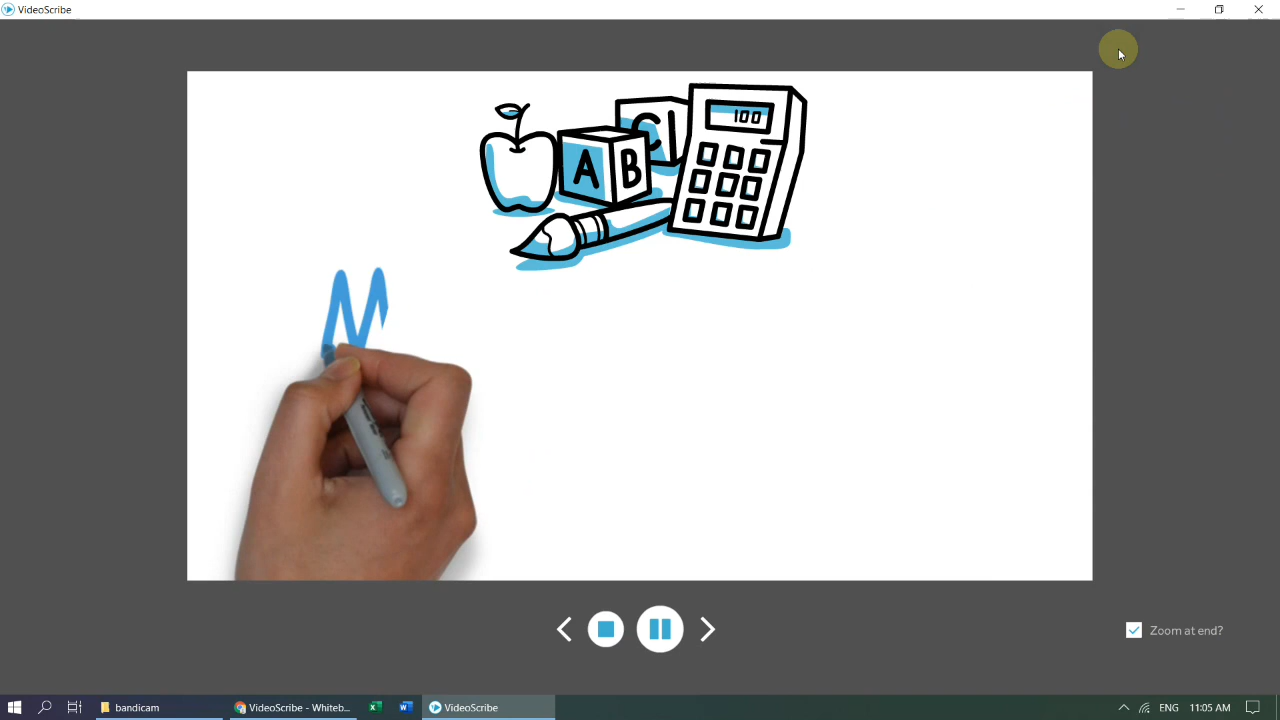 VideoScribe
100
C
A B
M
Zoom at end?
bandicam
VideoScribe - Whiteb...
VideoScribe
ENG
11:05 AM